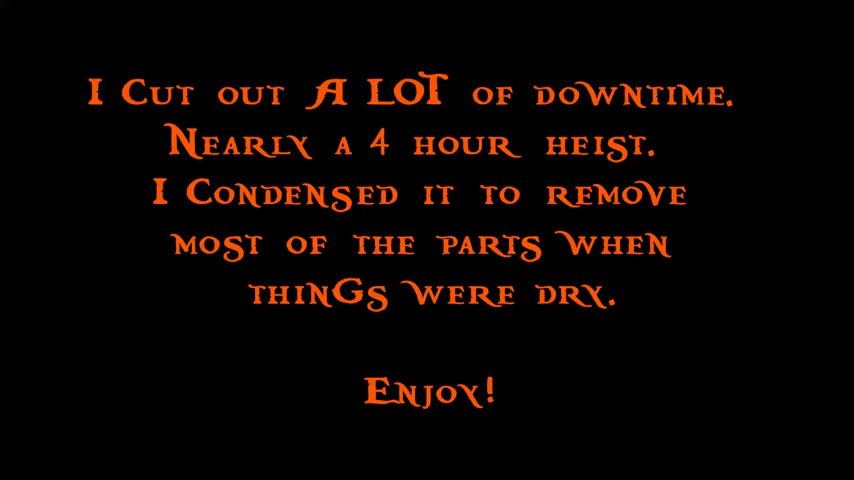 I Cut out A LOT of downtime.
Nearly a 4 hour heist.
I Condensed it to remove
most of the parts when
thinGs were dry.
Enjoy!